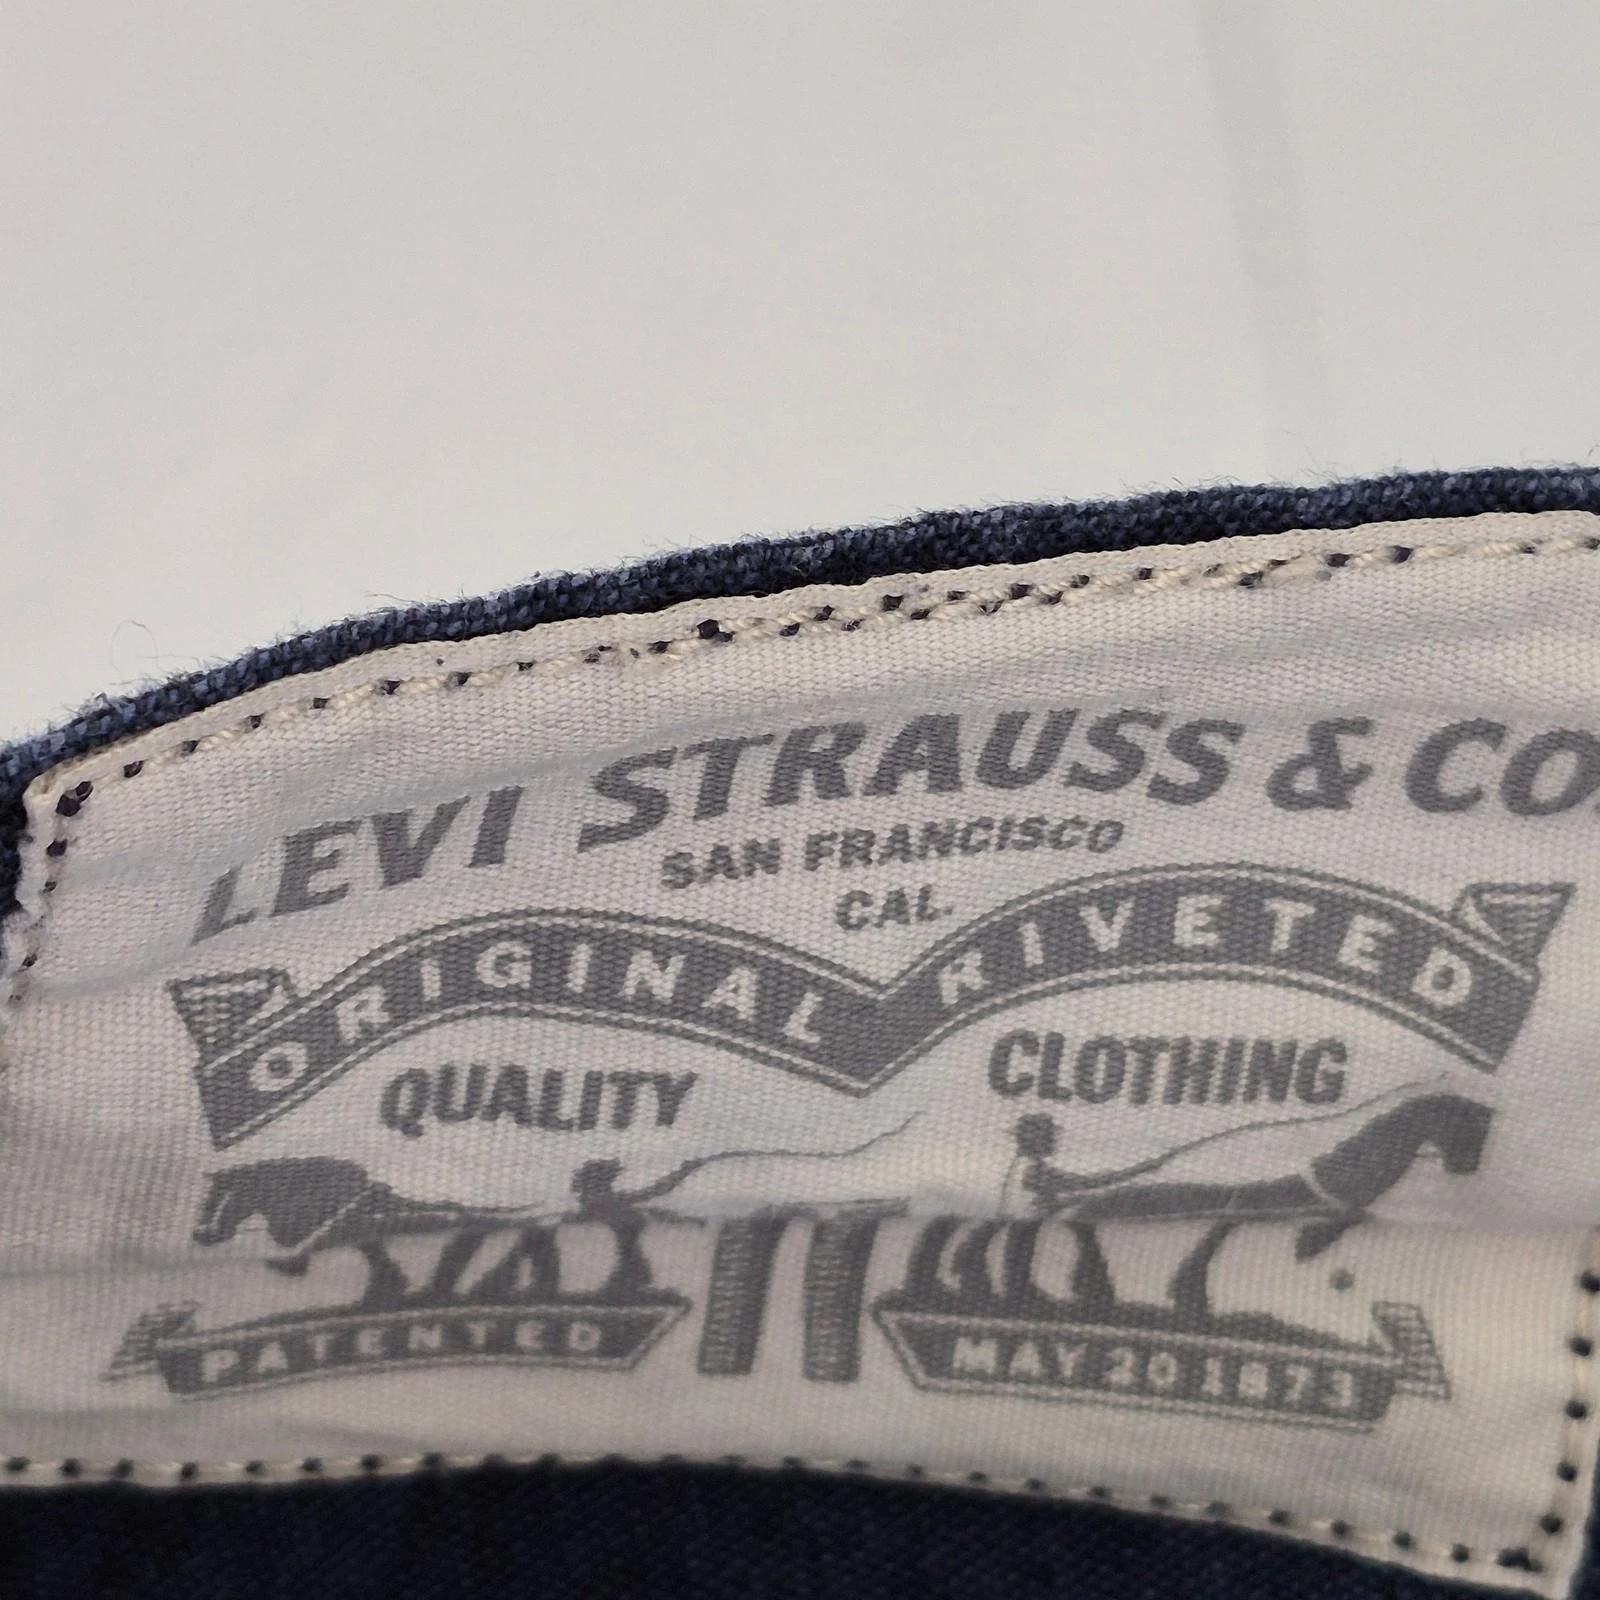 LEVI STRAUSS & CO.
SAN FRANCISCO
CAL.
ORIGINAL RIVETED
QUALITY CLOTHING
PATENTED MAY 20 1873